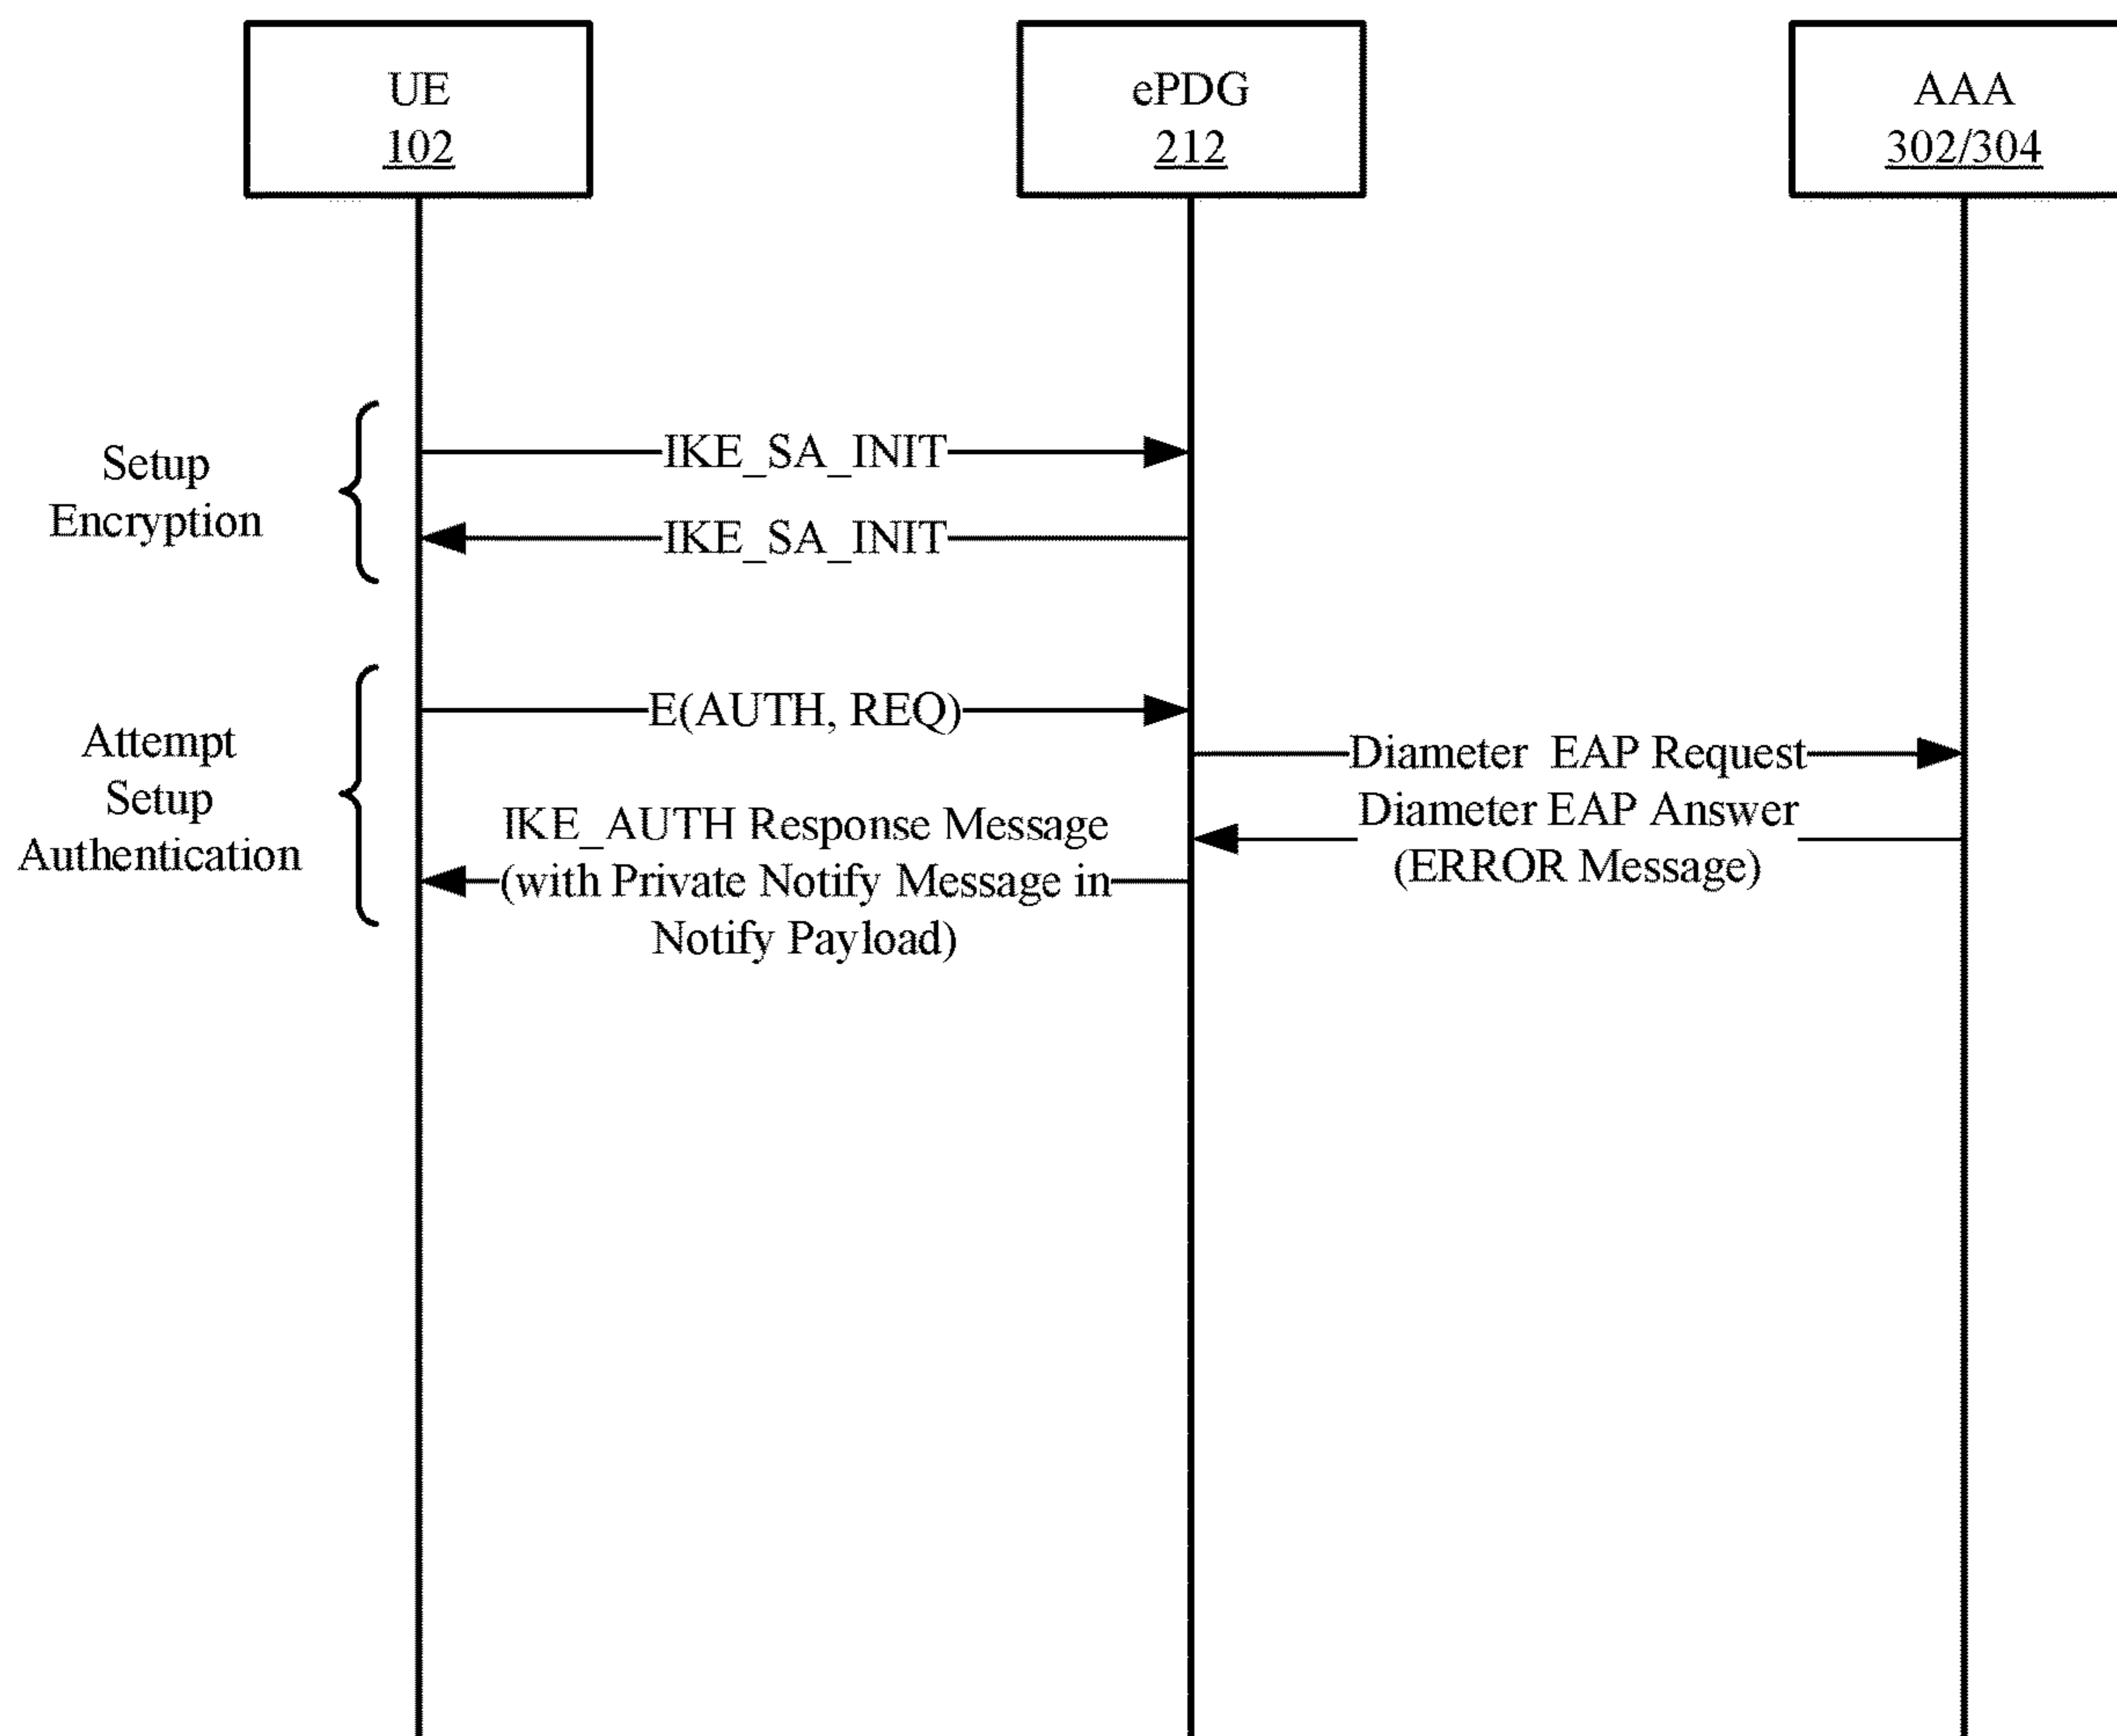 UE
102
ePDG
212
AAA
302/304
Setup
Encryption
IKE_SA_INIT
IKE_SA_INIT
Attempt
Setup
Authentication
E(AUTH, REQ)
Diameter EAP Request
Diameter EAP Answer
(ERROR Message)
IKE_AUTH Response Message
(with Private Notify Message in
Notify Payload)